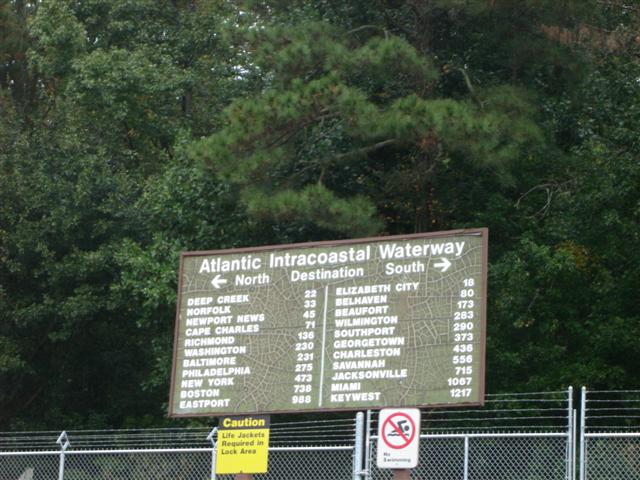 Atlantic Intracoastal Waterway
North Destination South
DEEP CREEK 22
NORFOLK 33
NEWPORT NEWS 45
CAPE CHARLES 71
RICHMOND 136
WASHINGTON 230
BALTIMORE 231
PHILADELPHIA 275
NEW YORK 473
BOSTON 738
EASTPORT 988
ELIZABETH CITY 18
BELHAVEN 80
BEAUFORT 173
WILMINGTON 283
SOUTHPORT 290
GEORGETOWN 373
CHARLESTON 436
SAVANNAH 556
JACKSONVILLE 715
MIAMI 1067
KEYWEST 1217
Caution
Life Jackets
Required in
Lock Area
No
Swimming